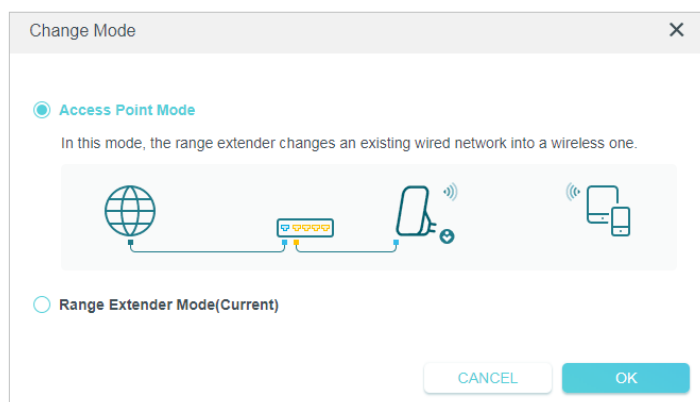 Change Mode
Access Point Mode
In this mode, the range extender changes an existing wired network into a wireless one.
Range Extender Mode(Current)
CANCEL
OK